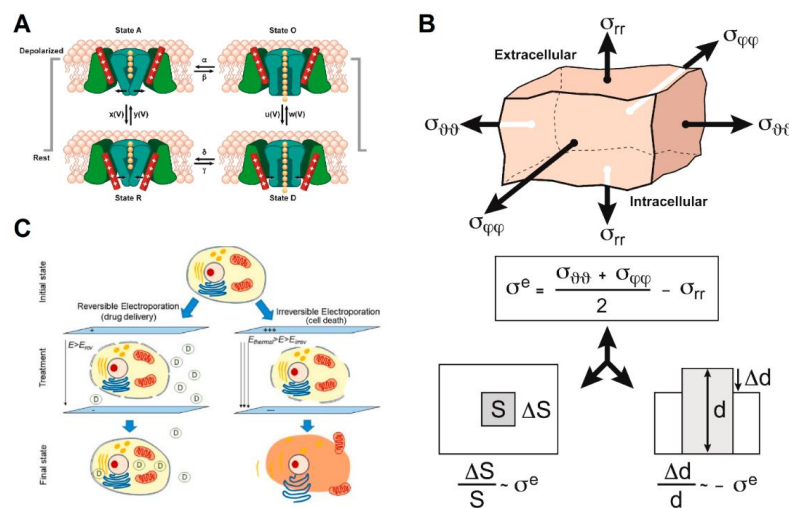 A
State A
State O
Depolarized
α
β
x(V) y(V)
u(V) w(V)
Rest
δ
γ
State R
State D
B
σrr
σφφ
Extracellular
σϑϑ
σϑϑ
Intracellular
σφφ
σrr
σᵉ = σϑϑ + σφφ / 2 - σrr
S ΔS
d Δd
ΔS/S ~ σᵉ
Δd/d ~ - σᵉ
C
Initial state
Reversible Electroporation
(drug delivery)
Irreversible Electroporation
(cell death)
Treatment
+
+++
E>Erev
Ethermal>E>Eirrev
D
D
D
D
D
D
-
---
Final state
D
D
D
D
D
D
D